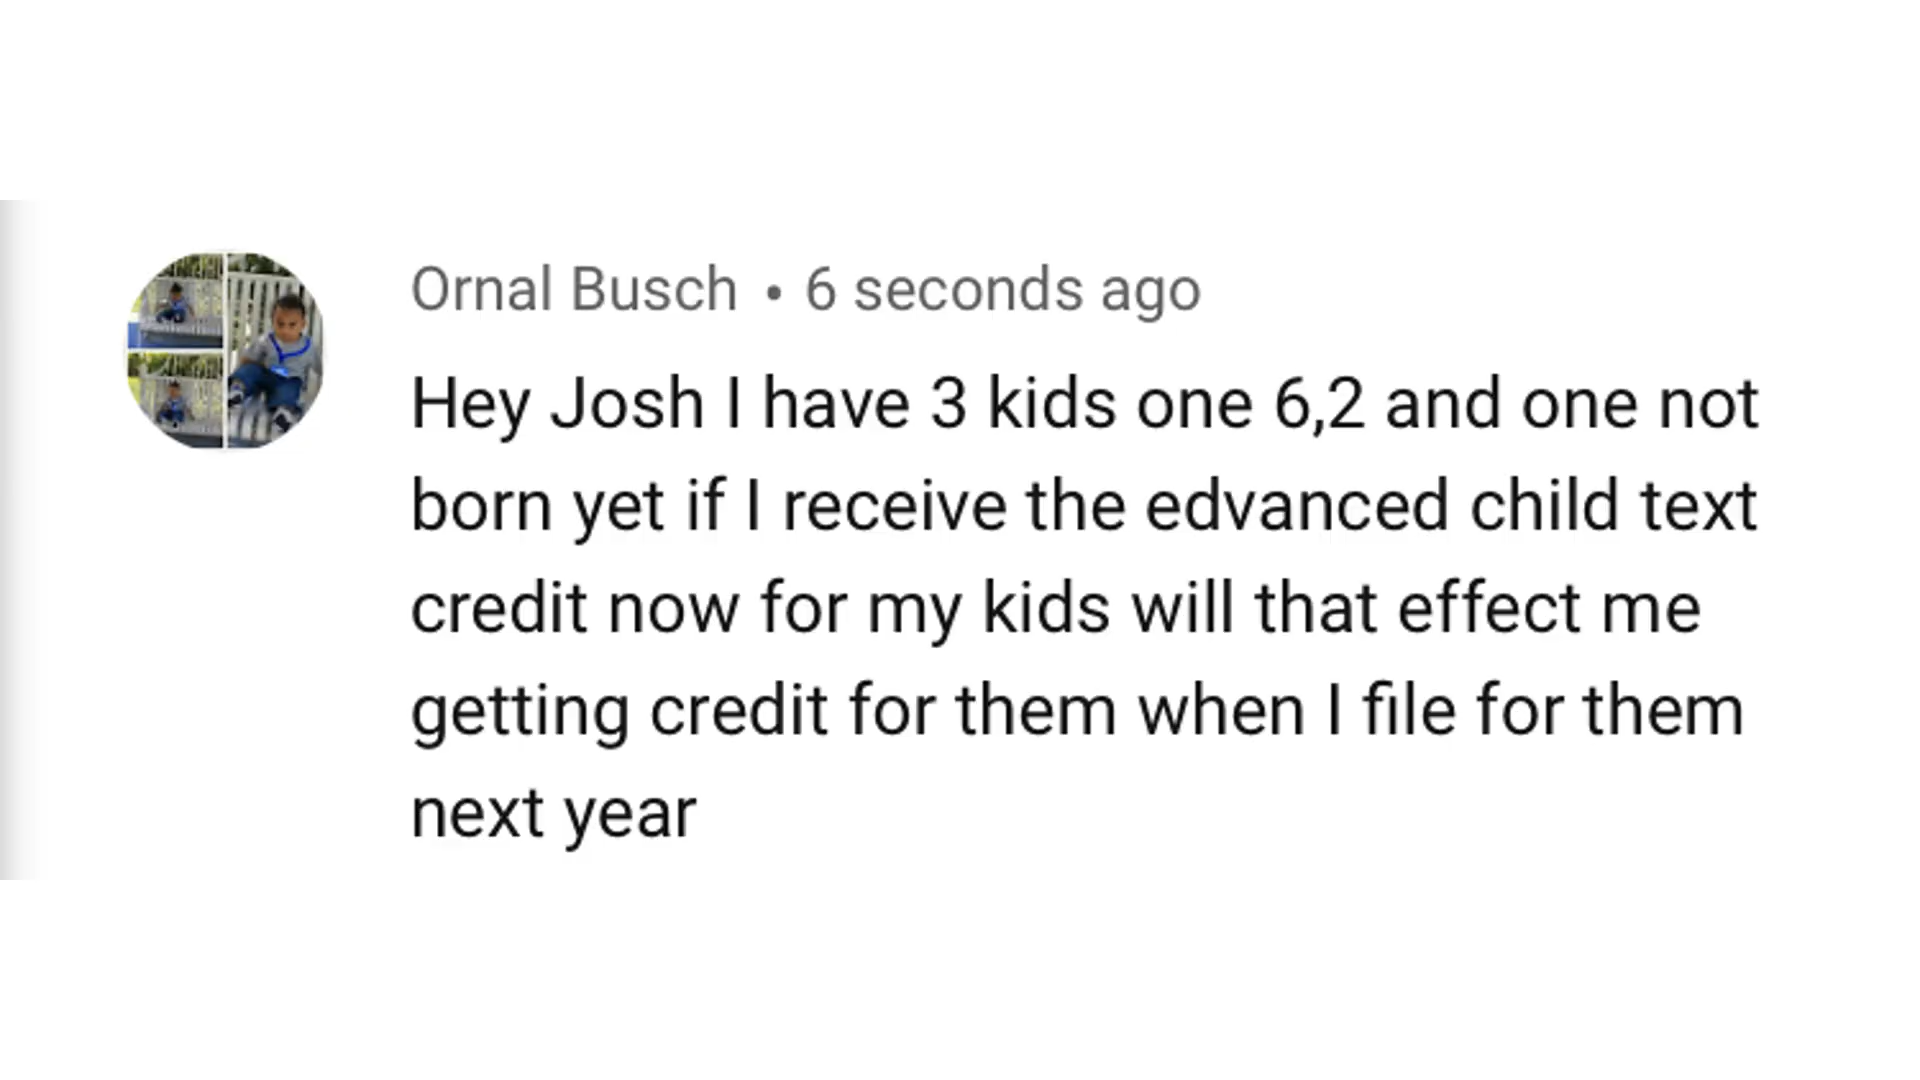 Ornal Busch • 6 seconds ago
Hey Josh I have 3 kids one 6,2 and one not
born yet if I receive the edvanced child text
credit now for my kids will that effect me
getting credit for them when I file for them
next year